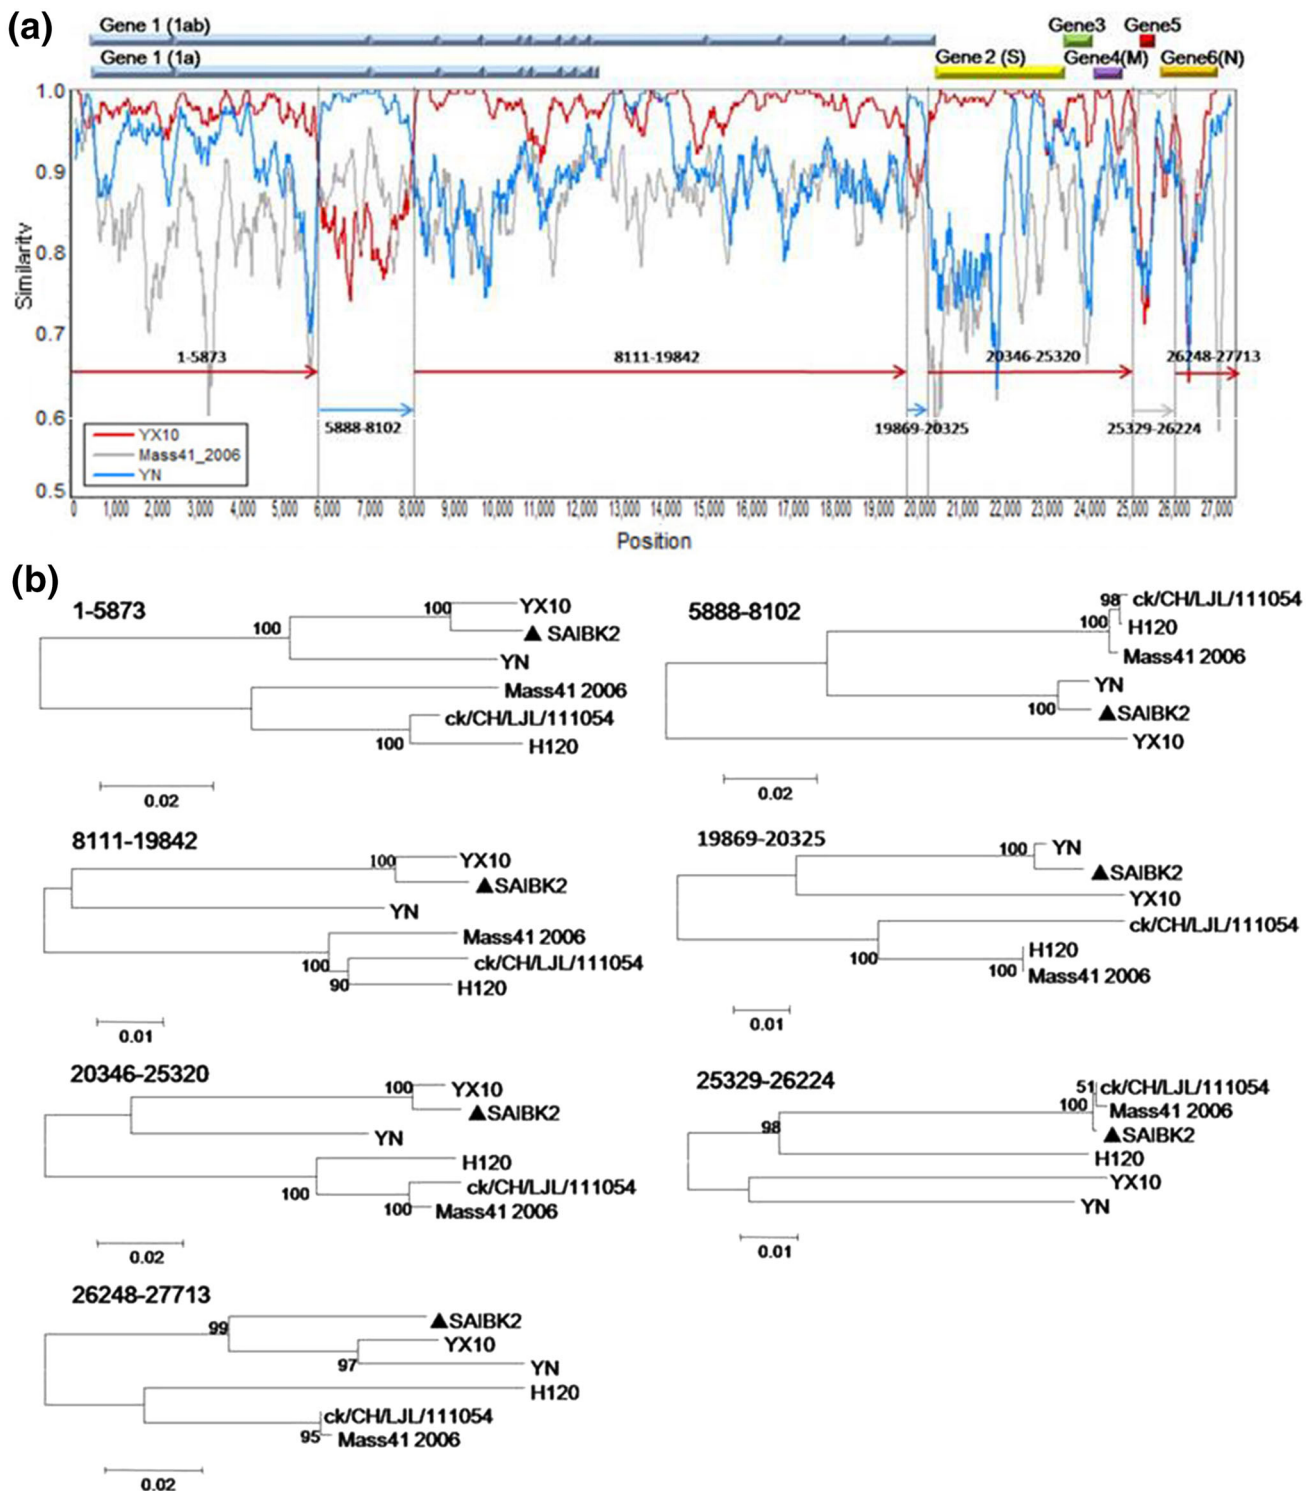 (a)
Gene 1 (1ab)
Gene3
Gene5
Gene 1 (1a)
Gene 2 (S)
Gene4(M)
Gene6(N)
1.0
0.9
0.8
0.7
0.6
0.5
Similarity
1-5873
8111-19842
20346-25320
26248-27713
5888-8102
19869-20325
25329-26224
YX10
Mass41_2006
YN
0 1,000 2,000 3,000 4,000 5,000 6,000 7,000 8,000 9,000 10,000 11,000 12,000 13,000 14,000 15,000 16,000 17,000 18,000 19,000 20,000 21,000 22,000 23,000 24,000 25,000 26,000 27,000
Position
(b)
1-5873
100
100
YX10
▲ SAIBK2
YN
Mass41 2006
ck/CH/LJL/111054
100
H120
0.02
5888-8102
98
ck/CH/LJL/111054
100
H120
Mass41 2006
YN
100
▲SAIBK2
YX10
0.02
8111-19842
100
YX10
▲SAIBK2
YN
Mass41 2006
100
ck/CH/LJL/111054
90
H120
0.01
19869-20325
100
YN
▲SAIBK2
YX10
ck/CH/LJL/111054
100
H120
100
Mass41 2006
0.01
20346-25320
100
YX10
▲SAIBK2
YN
H120
100
ck/CH/LJL/111054
100
Mass41 2006
0.02
25329-26224
51
ck/CH/LJL/111054
100
Mass41 2006
98
▲SAIBK2
H120
YX10
YN
0.01
26248-27713
99
▲SAIBK2
YX10
97
YN
H120
ck/CH/LJL/111054
95
Mass41 2006
0.02